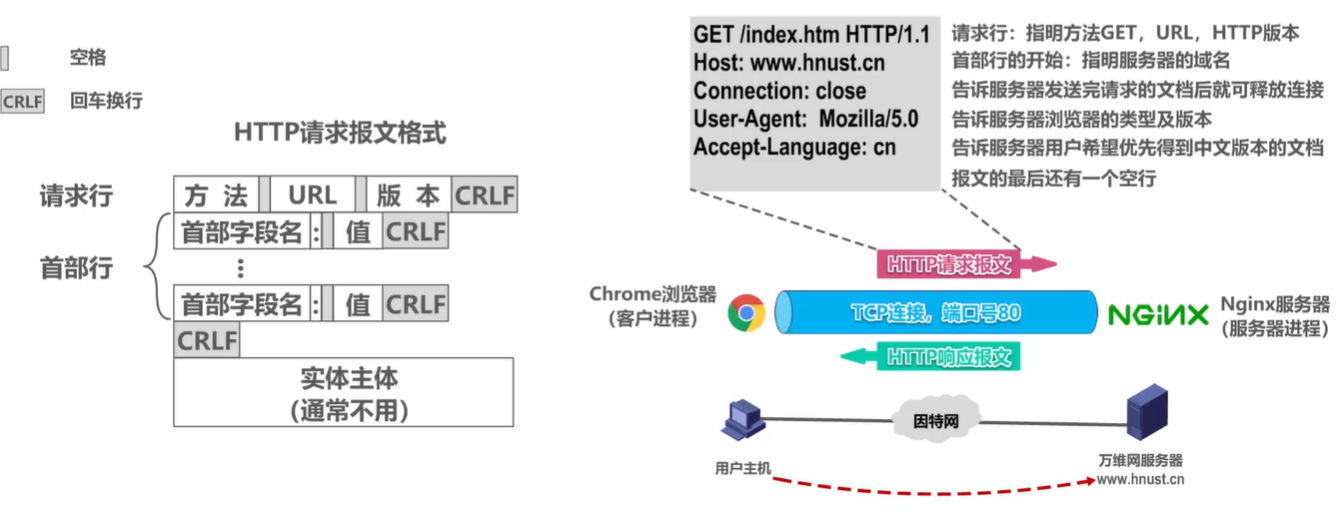 空格
CRLF 回车换行
HTTP请求报文格式
请求行
方 法 URL 版 本 CRLF
首部行
首部字段名 : 值 CRLF
⋮
首部字段名 : 值 CRLF
CRLF
实体主体
(通常不用)
GET /index.htm HTTP/1.1 请求行：指明方法GET，URL，HTTP版本
Host: www.hnust.cn 首部行的开始：指明服务器的域名
Connection: close 告诉服务器发送完请求的文档后就可释放连接
User-Agent: Mozilla/5.0 告诉服务器浏览器的类型及版本
Accept-Language: cn 告诉服务器用户希望优先得到中文版本的文档
报文的最后还有一个空行
HTTP请求报文
Chrome浏览器
（客户进程）
TCP连接，端口号80
NGiNX
Nginx服务器
（服务器进程）
HTTP响应报文
因特网
用户主机
万维网服务器
www.hnust.cn